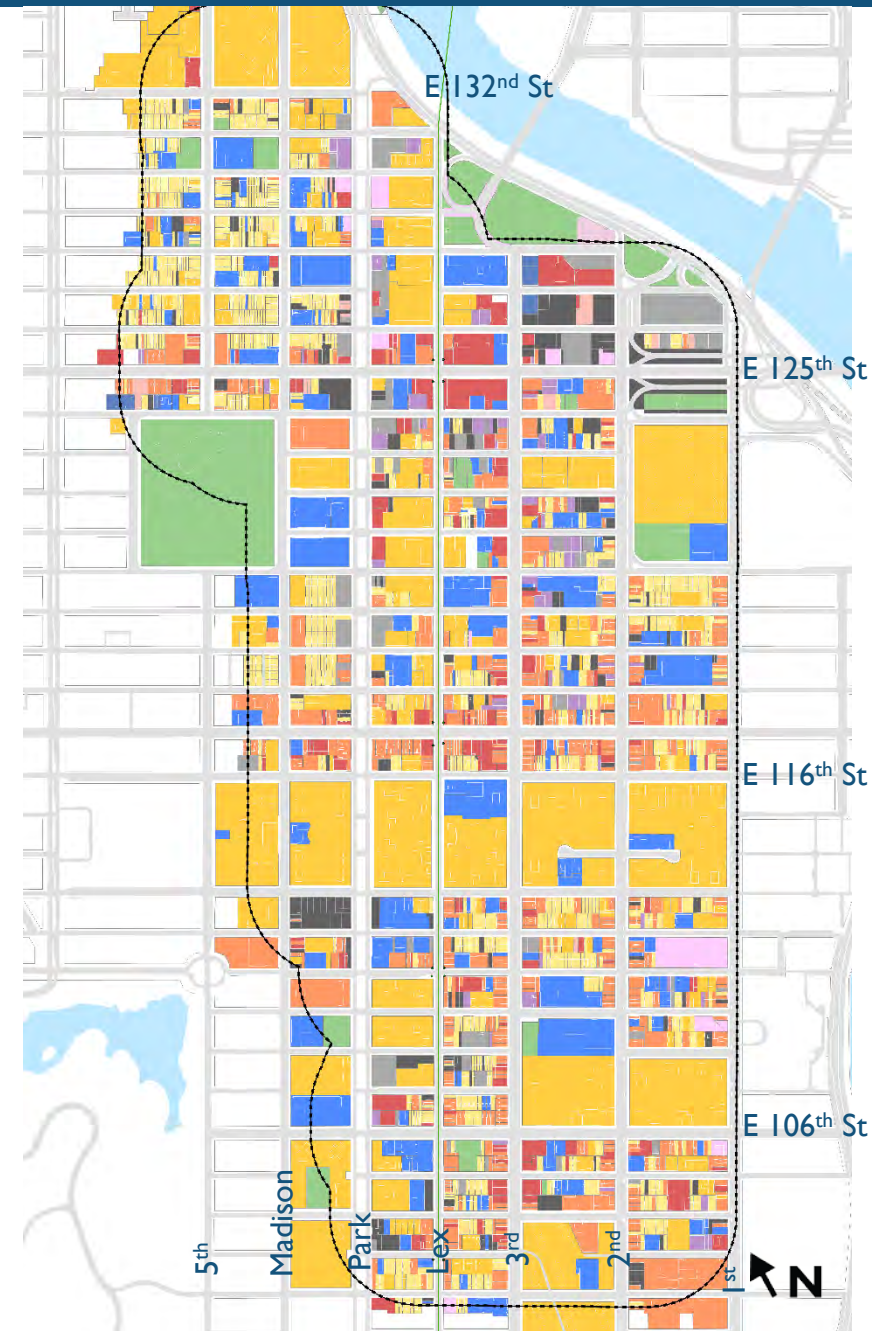 E 132nd St
E 125th St
E 116th St
E 106th St
5th
Madison
Park
Lex
3rd
2nd
1st
N